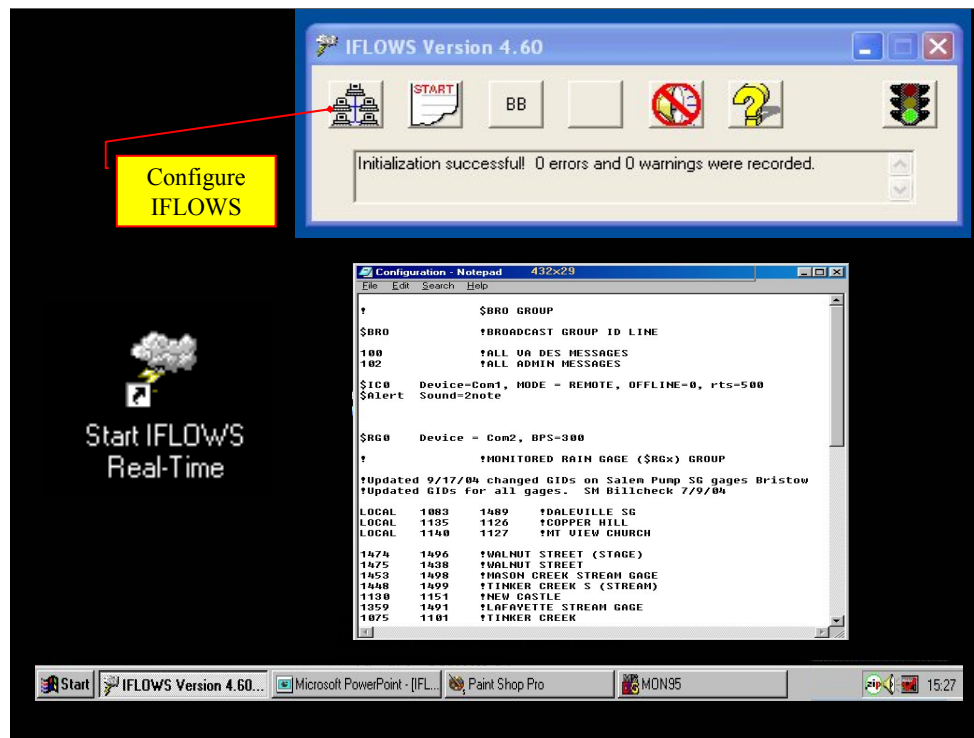 IFLOWS Version 4.60
START
BB
Initialization successful! 0 errors and 0 warnings were recorded.
Configure
IFLOWS
Configuration - Notepad 432×29
File Edit Search Help
! $BRO GROUP
$BRO !BROADCAST GROUP ID LINE
100 !ALL VA DES MESSAGES
102 !ALL ADMIN MESSAGES
$IC0 Device=Com1, MODE - REMOTE, OFFLINE=0, rts=500
$Alert Sound=2note
$RG0 Device - Com2, BPS=300
! !MONITORED RAIN GAGE ($RGx) GROUP
!Updated 9/17/04 changed GIDs on Salem Pump SG gages Bristow
!Updated GIDs for all gages. SM Billcheck 7/9/04
LOCAL 1083 1489 !DALEVILLE SG
LOCAL 1135 1126 !COPPER HILL
LOCAL 1140 1127 !MT VIEW CHURCH
1474 1496 !WALNUT STREET (STAGE)
1475 1438 !WALNUT STREET
1453 1498 !MASON CREEK STREAM GAGE
1448 1499 !TINKER CREEK S (STREAM)
1130 1151 !NEW CASTLE
1359 1491 !LAFAYETTE STREAM GAGE
1075 1101 !TINKER CREEK
Start IFLOWS
Real-Time
Start IFLOWS Version 4.60... Microsoft PowerPoint - [IFL... Paint Shop Pro MON95 zip 15:27